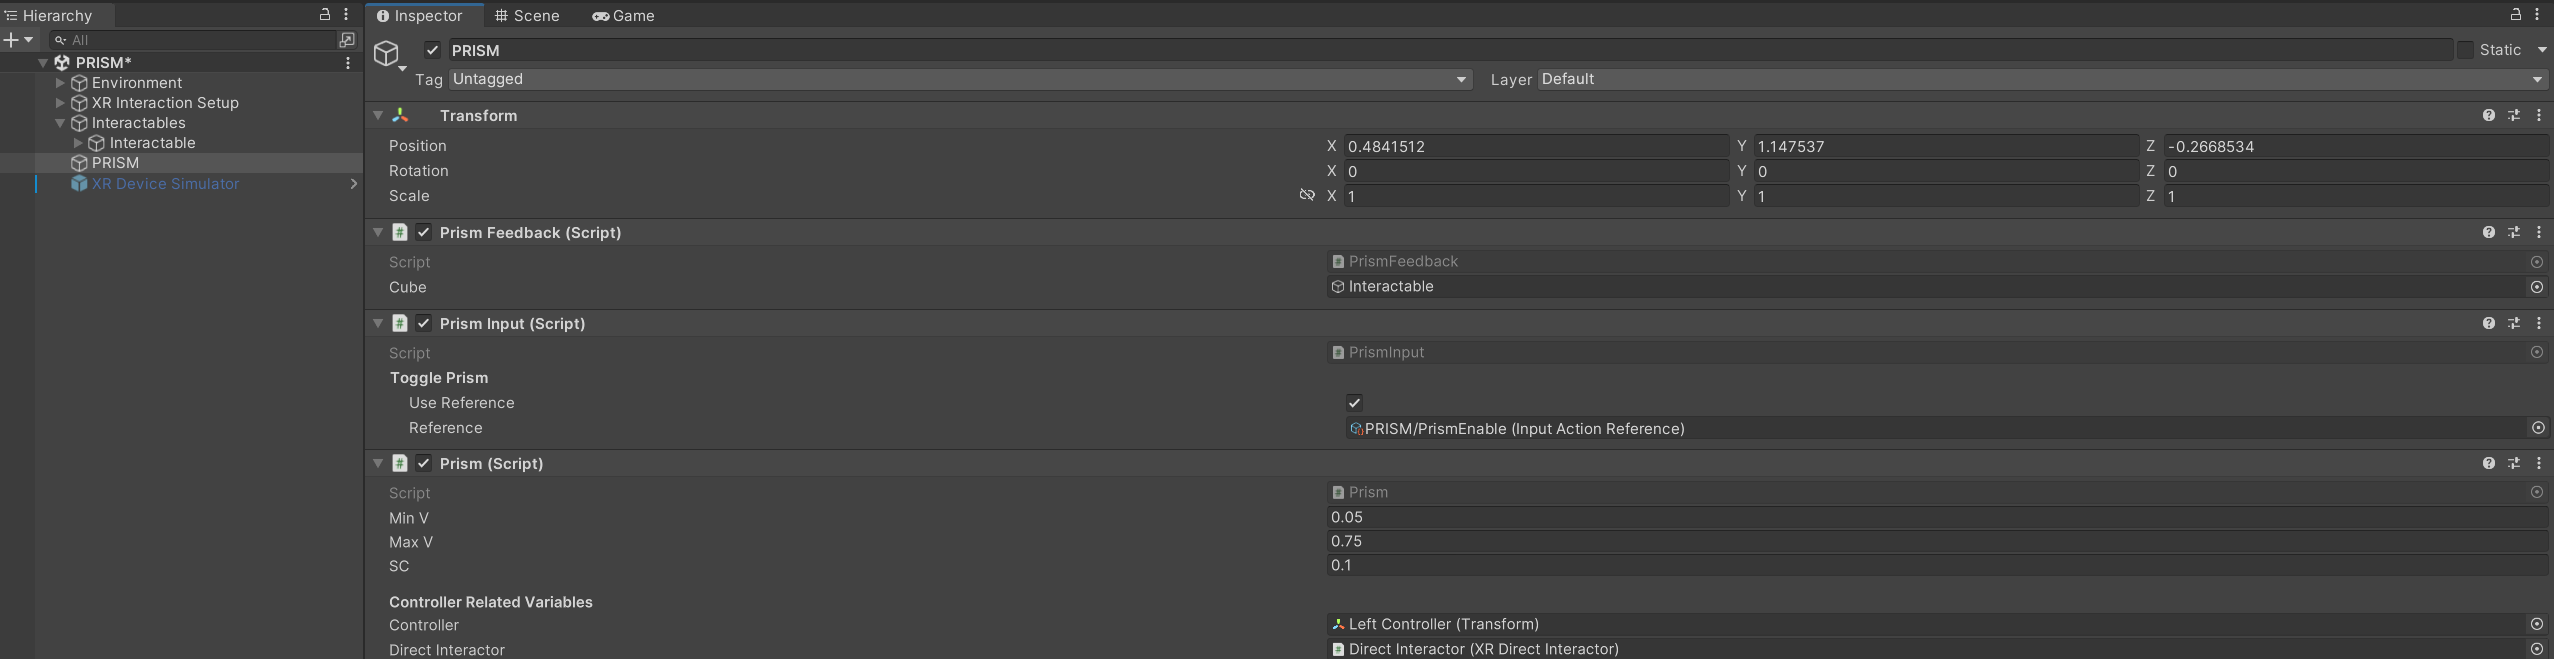 Hierarchy
All
PRISM*
Environment
XR Interaction Setup
Interactables
Interactable
PRISM
XR Device Simulator
Inspector
Scene
Game
PRISM
Static
Tag
Untagged
Layer
Default
Transform
Position
X 0.4841512
Y 1.147537
Z -0.2668534
Rotation
X 0
Y 0
Z 0
Scale
X 1
Y 1
Z 1
Prism Feedback (Script)
Script
PrismFeedback
Cube
Interactable
Prism Input (Script)
Script
PrismInput
Toggle Prism
Use Reference
Reference
PRISM/PrismEnable (Input Action Reference)
Prism (Script)
Script
Prism
Min V
0.05
Max V
0.75
SC
0.1
Controller Related Variables
Controller
Left Controller (Transform)
Direct Interactor
Direct Interactor (XR Direct Interactor)